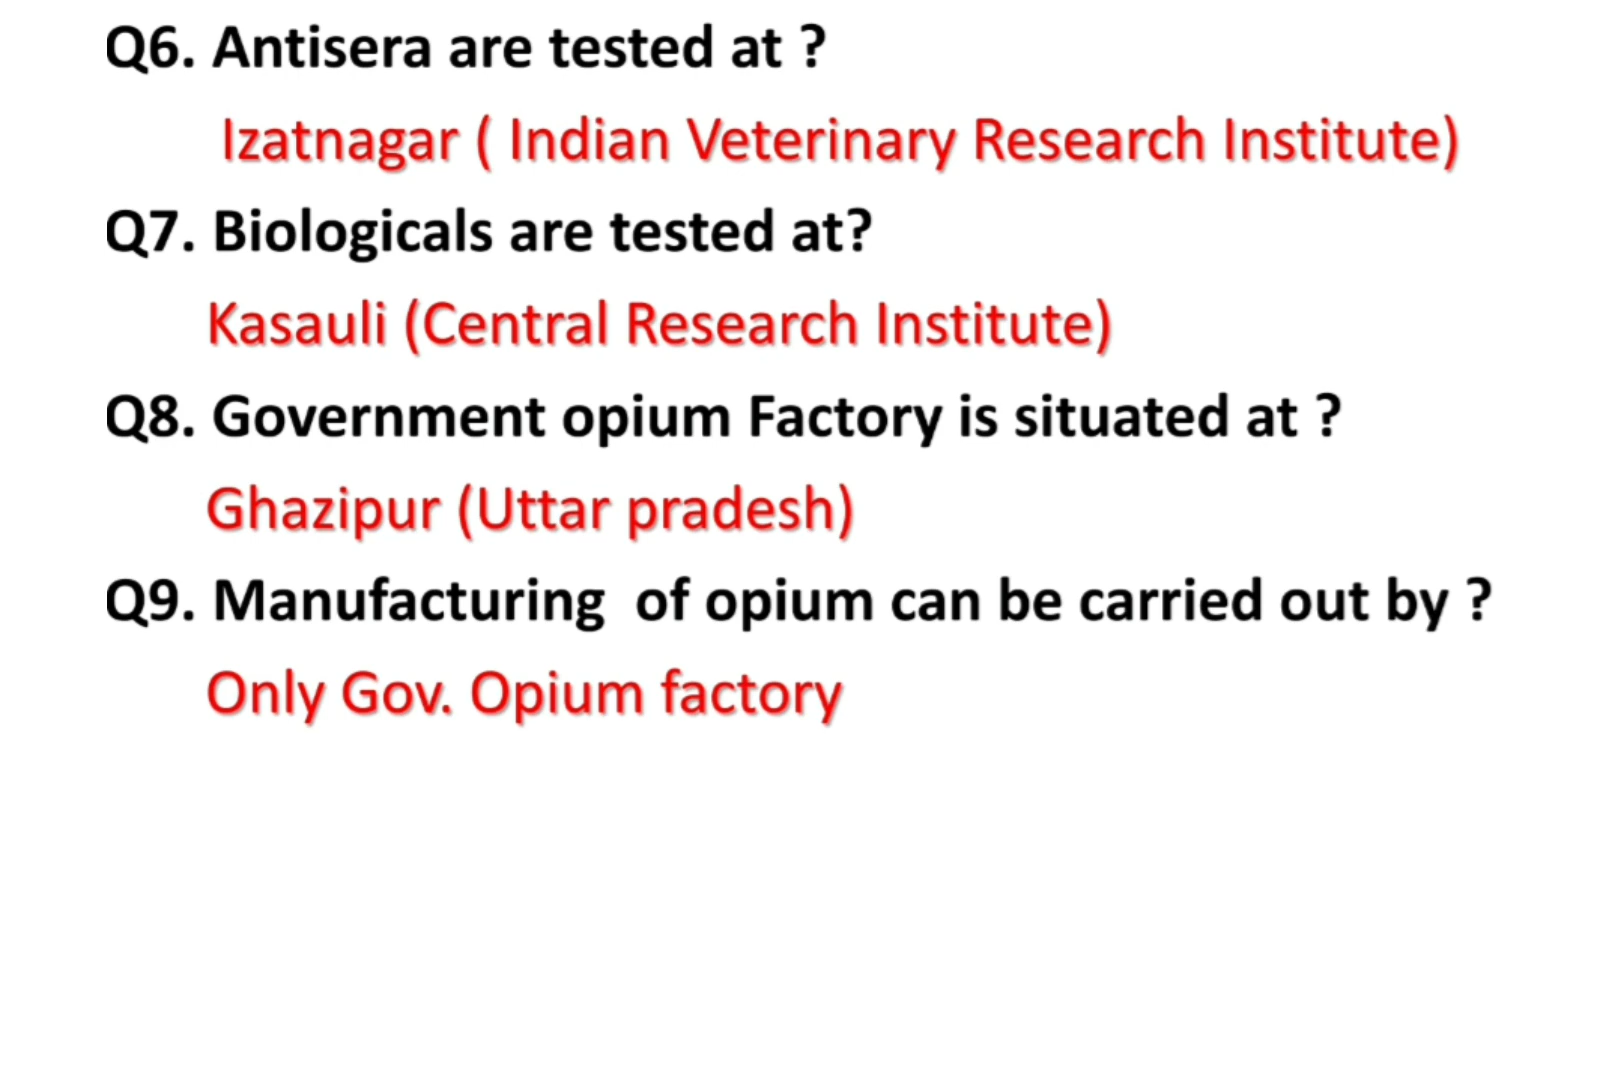 Q6. Antisera are tested at ?
Izatnagar ( Indian Veterinary Research Institute)
Q7. Biologicals are tested at?
Kasauli (Central Research Institute)
Q8. Government opium Factory is situated at ?
Ghazipur (Uttar pradesh)
Q9. Manufacturing  of opium can be carried out by ?
Only Gov. Opium factory